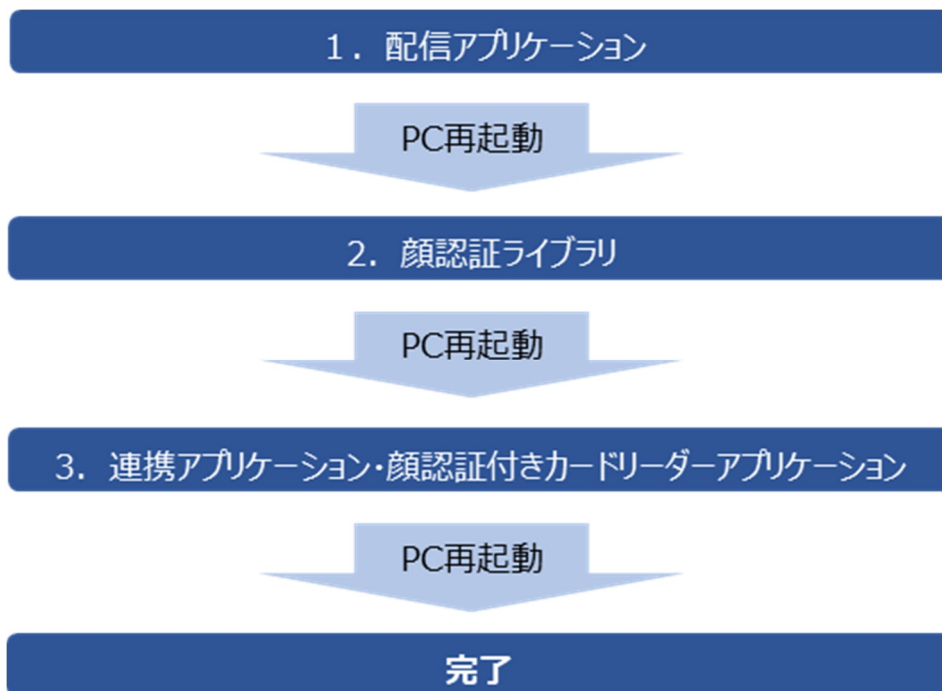 1. 配信アプリケーション
PC再起動
2. 顔認証ライブラリ
PC再起動
3. 連携アプリケーション・顔認証付きカードリーダーアプリケーション
PC再起動
完了